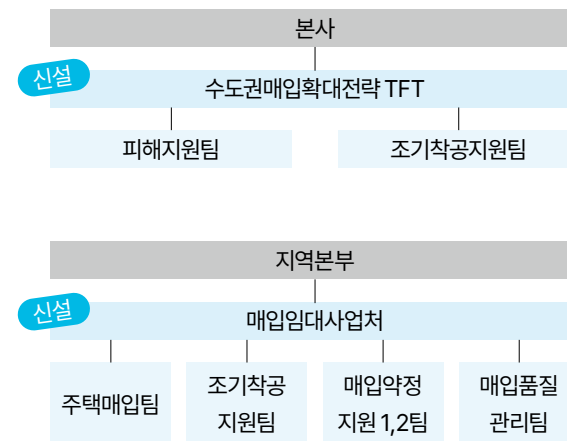 본사
신설
수도권매입확대전략 TFT
피해지원팀
조기착공지원팀
지역본부
신설
매입임대사업처
주택매입팀
조기착공
지원팀
매입약정
지원 1,2팀
매입품질
관리팀